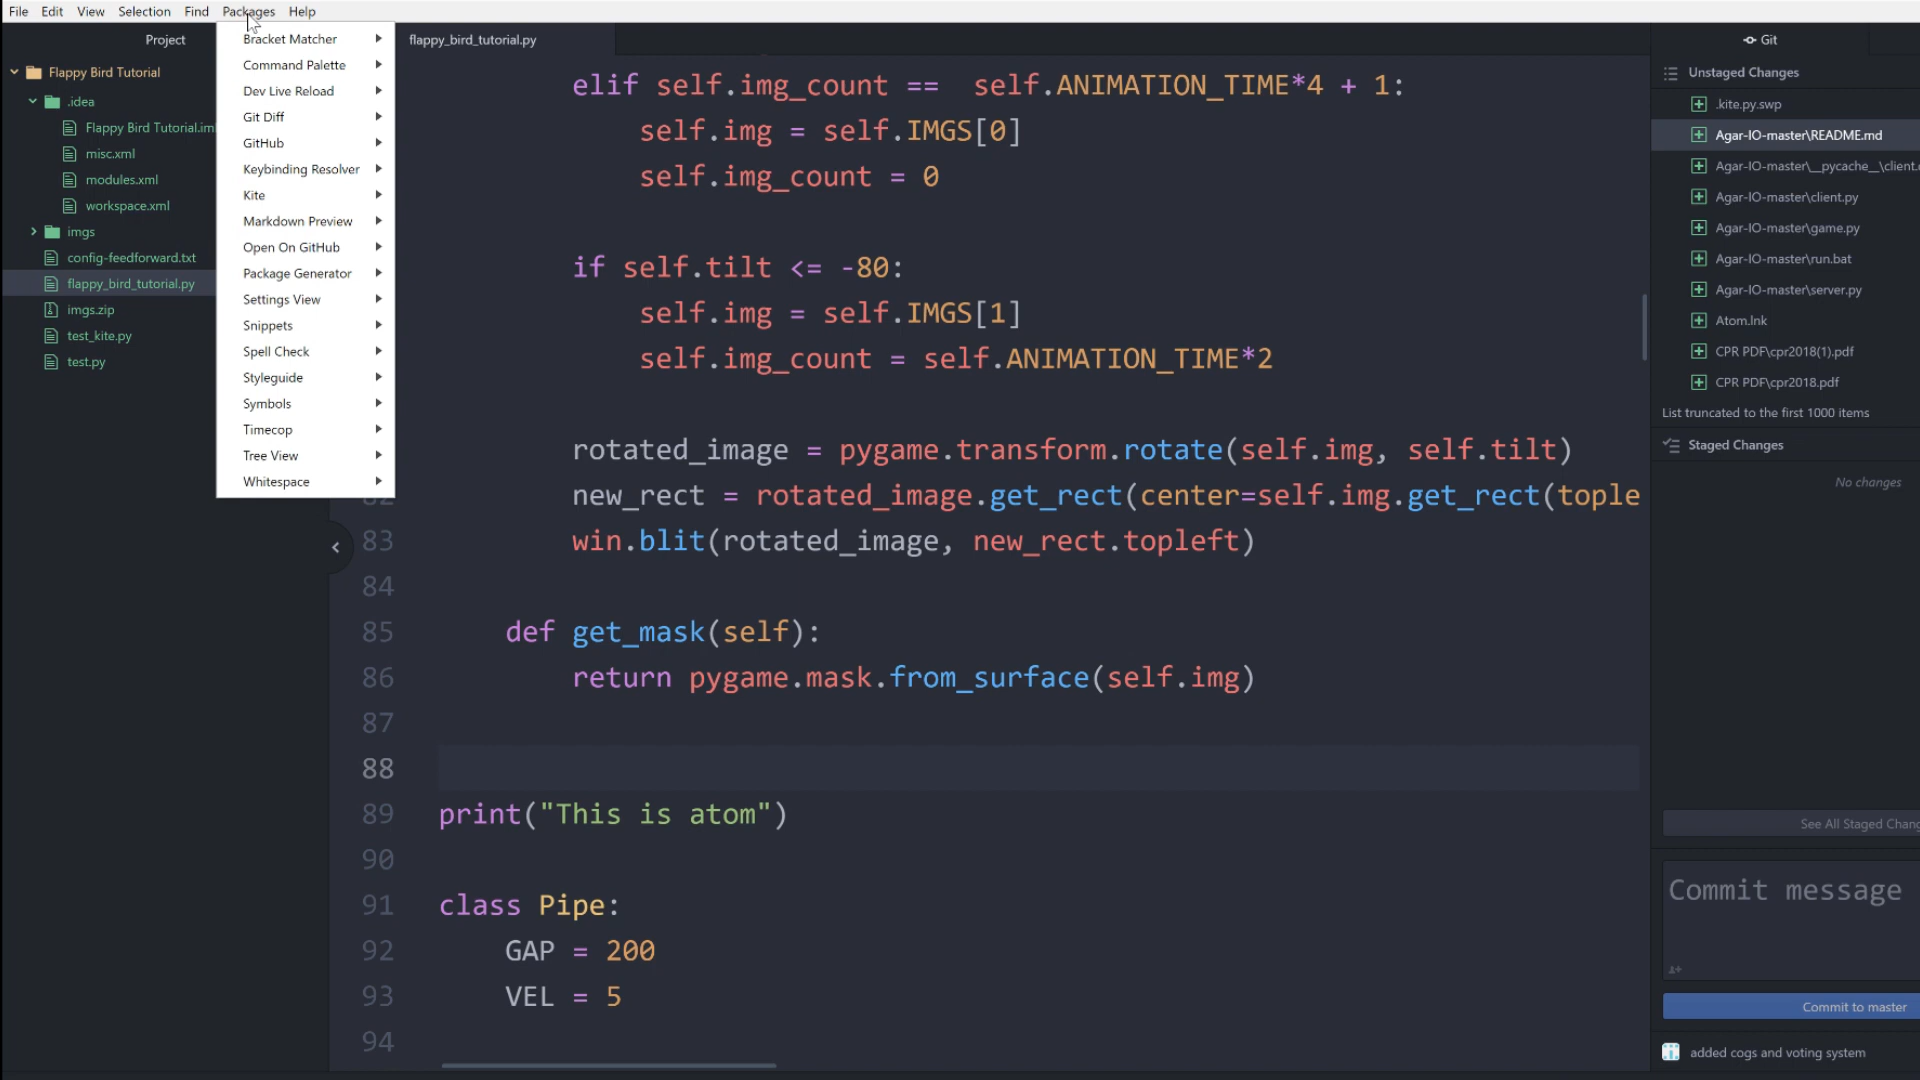 File Edit View Selection Find Packages Help
Project
Flappy Bird Tutorial
.idea
Flappy Bird Tutorial.iml
misc.xml
modules.xml
workspace.xml
imgs
config-feedforward.txt
flappy_bird_tutorial.py
imgs.zip
test_kite.py
test.py
Bracket Matcher
Command Palette
Dev Live Reload
Git Diff
GitHub
Keybinding Resolver
Kite
Markdown Preview
Open On GitHub
Package Generator
Settings View
Snippets
Spell Check
Styleguide
Symbols
Timecop
Tree View
Whitespace
flappy_bird_tutorial.py
elif self.img_count == self.ANIMATION_TIME*4 + 1:
self.img = self.IMGS[0]
self.img_count = 0
if self.tilt <= -80:
self.img = self.IMGS[1]
self.img_count = self.ANIMATION_TIME*2
rotated_image = pygame.transform.rotate(self.img, self.tilt)
82 new_rect = rotated_image.get_rect(center=self.img.get_rect(tople
83 win.blit(rotated_image, new_rect.topleft)
84
85 def get_mask(self):
86 return pygame.mask.from_surface(self.img)
87
88
89 print("This is atom")
90
91 class Pipe:
92 GAP = 200
93 VEL = 5
94
Git
Unstaged Changes
.kite.py.swp
Agar-IO-master\README.md
Agar-IO-master\__pycache__\client.c
Agar-IO-master\client.py
Agar-IO-master\game.py
Agar-IO-master\run.bat
Agar-IO-master\server.py
Atom.lnk
CPR PDF\cpr2018(1).pdf
CPR PDF\cpr2018.pdf
List truncated to the first 1000 items
Staged Changes
No changes
See All Staged Chang
Commit message
Commit to master
added cogs and voting system